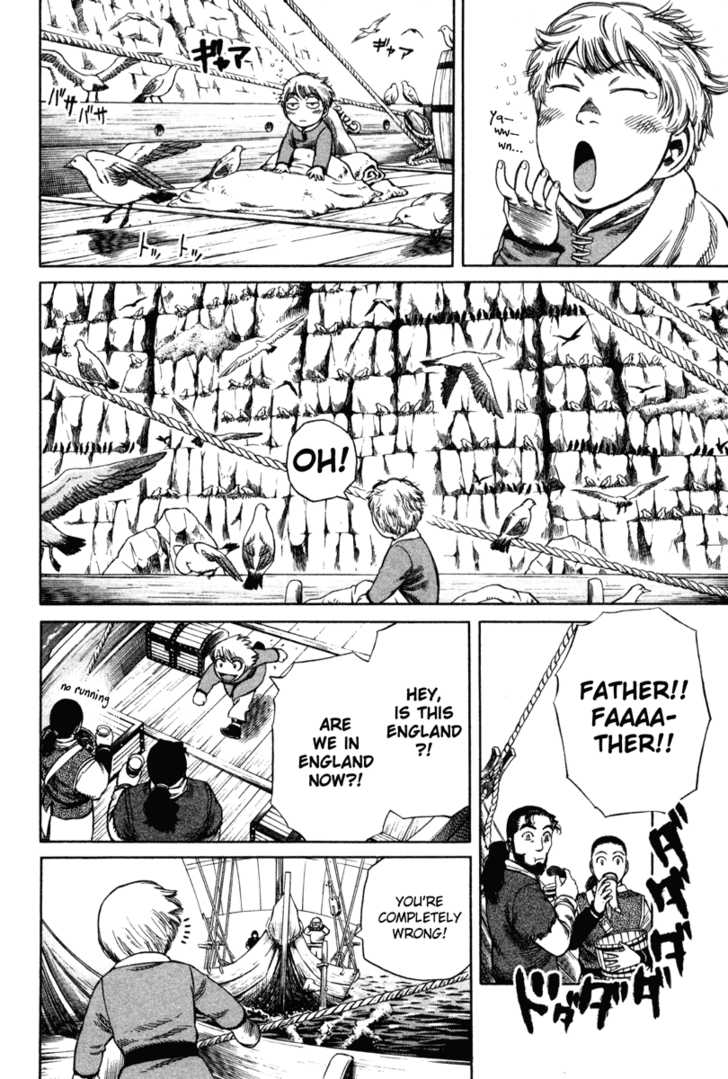 Ya-
ww-
wn...
ギャア
ギャア
バサ
バサ
トットッ
OH!
FATHER!!
FAAAA-
THER!!
ドダダダダ
HEY,
IS THIS
ENGLAND
?!
ARE
WE IN
ENGLAND
NOW?!
no running
YOU'RE
COMPLETELY
WRONG!